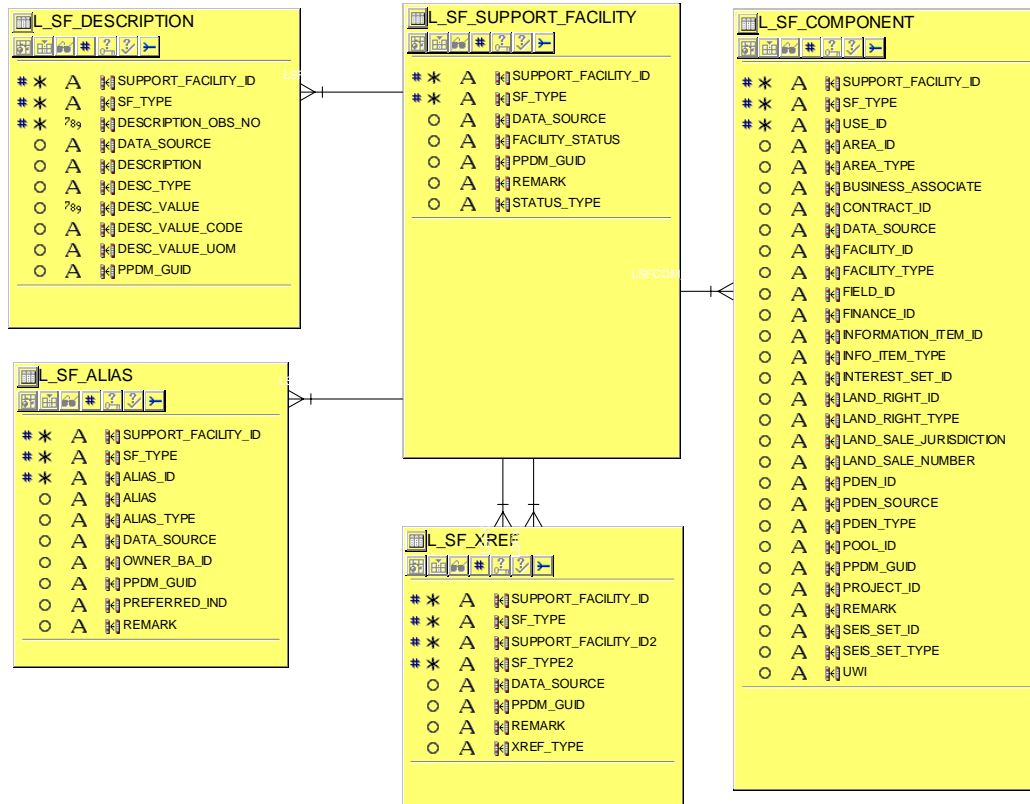 L_SF_DESCRIPTION
# * A SUPPORT_FACILITY_ID
# * A SF_TYPE
# * 789 DESCRIPTION_OBS_NO
A DATA_SOURCE
A DESCRIPTION
A DESC_TYPE
789 DESC_VALUE
A DESC_VALUE_CODE
A DESC_VALUE_UOM
A PPDM_GUID
L_SF_ALIAS
# * A SUPPORT_FACILITY_ID
# * A SF_TYPE
# * A ALIAS_ID
A ALIAS
A ALIAS_TYPE
A DATA_SOURCE
A OWNER_BA_ID
A PPDM_GUID
A PREFERRED_IND
A REMARK
L_SF_SUPPORT_FACILITY
# * A SUPPORT_FACILITY_ID
# * A SF_TYPE
A DATA_SOURCE
A FACILITY_STATUS
A PPDM_GUID
A REMARK
A STATUS_TYPE
LSFCOM
L_SF_XREF
# * A SUPPORT_FACILITY_ID
# * A SF_TYPE
# * A SUPPORT_FACILITY_ID2
# * A SF_TYPE2
A DATA_SOURCE
A PPDM_GUID
A REMARK
A XREF_TYPE
L_SF_COMPONENT
# * A SUPPORT_FACILITY_ID
# * A SF_TYPE
# * A USE_ID
A AREA_ID
A AREA_TYPE
A BUSINESS_ASSOCIATE
A CONTRACT_ID
A DATA_SOURCE
A FACILITY_ID
A FACILITY_TYPE
A FIELD_ID
A FINANCE_ID
A INFORMATION_ITEM_ID
A INFO_ITEM_TYPE
A INTEREST_SET_ID
A LAND_RIGHT_ID
A LAND_RIGHT_TYPE
A LAND_SALE_JURISDICTION
A LAND_SALE_NUMBER
A PDEN_ID
A PDEN_SOURCE
A PDEN_TYPE
A POOL_ID
A PPDM_GUID
A PROJECT_ID
A REMARK
A SEIS_SET_ID
A SEIS_SET_TYPE
A UWI